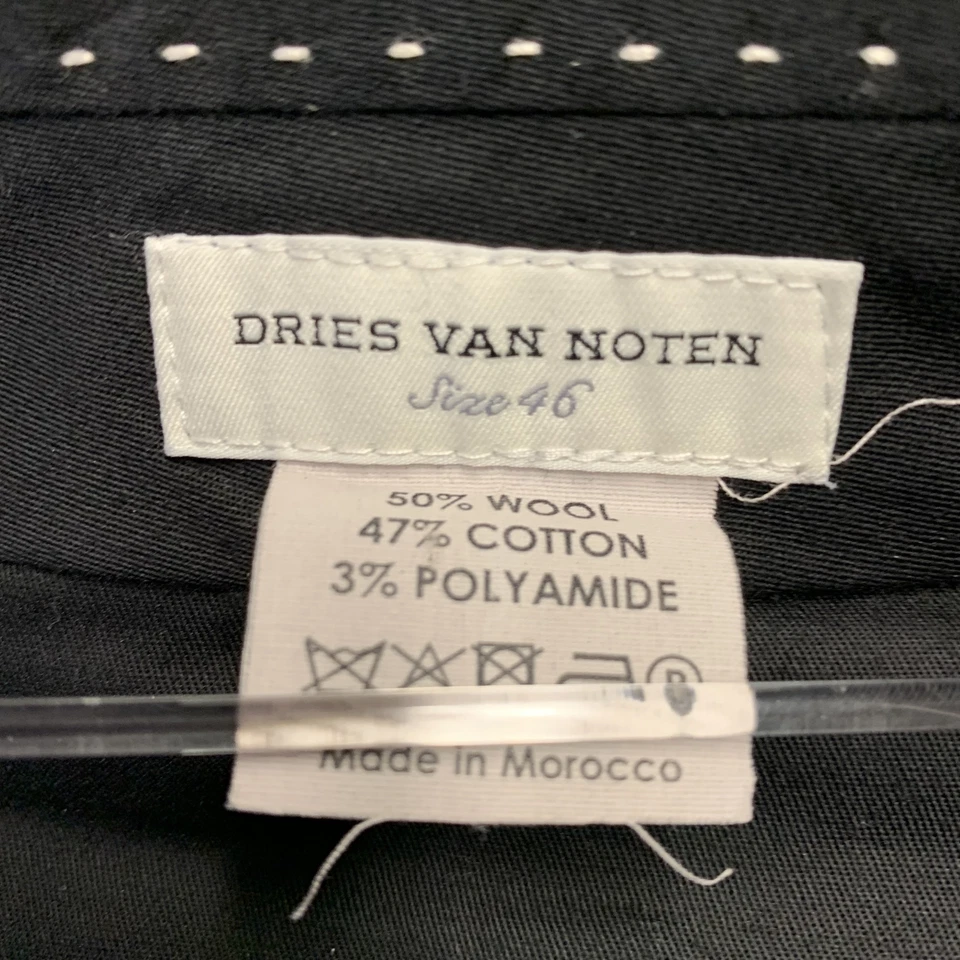 DRIES VAN NOTEN
Size 46
50% WOOL
47% COTTON
3% POLYAMIDE
P
Made in Morocco